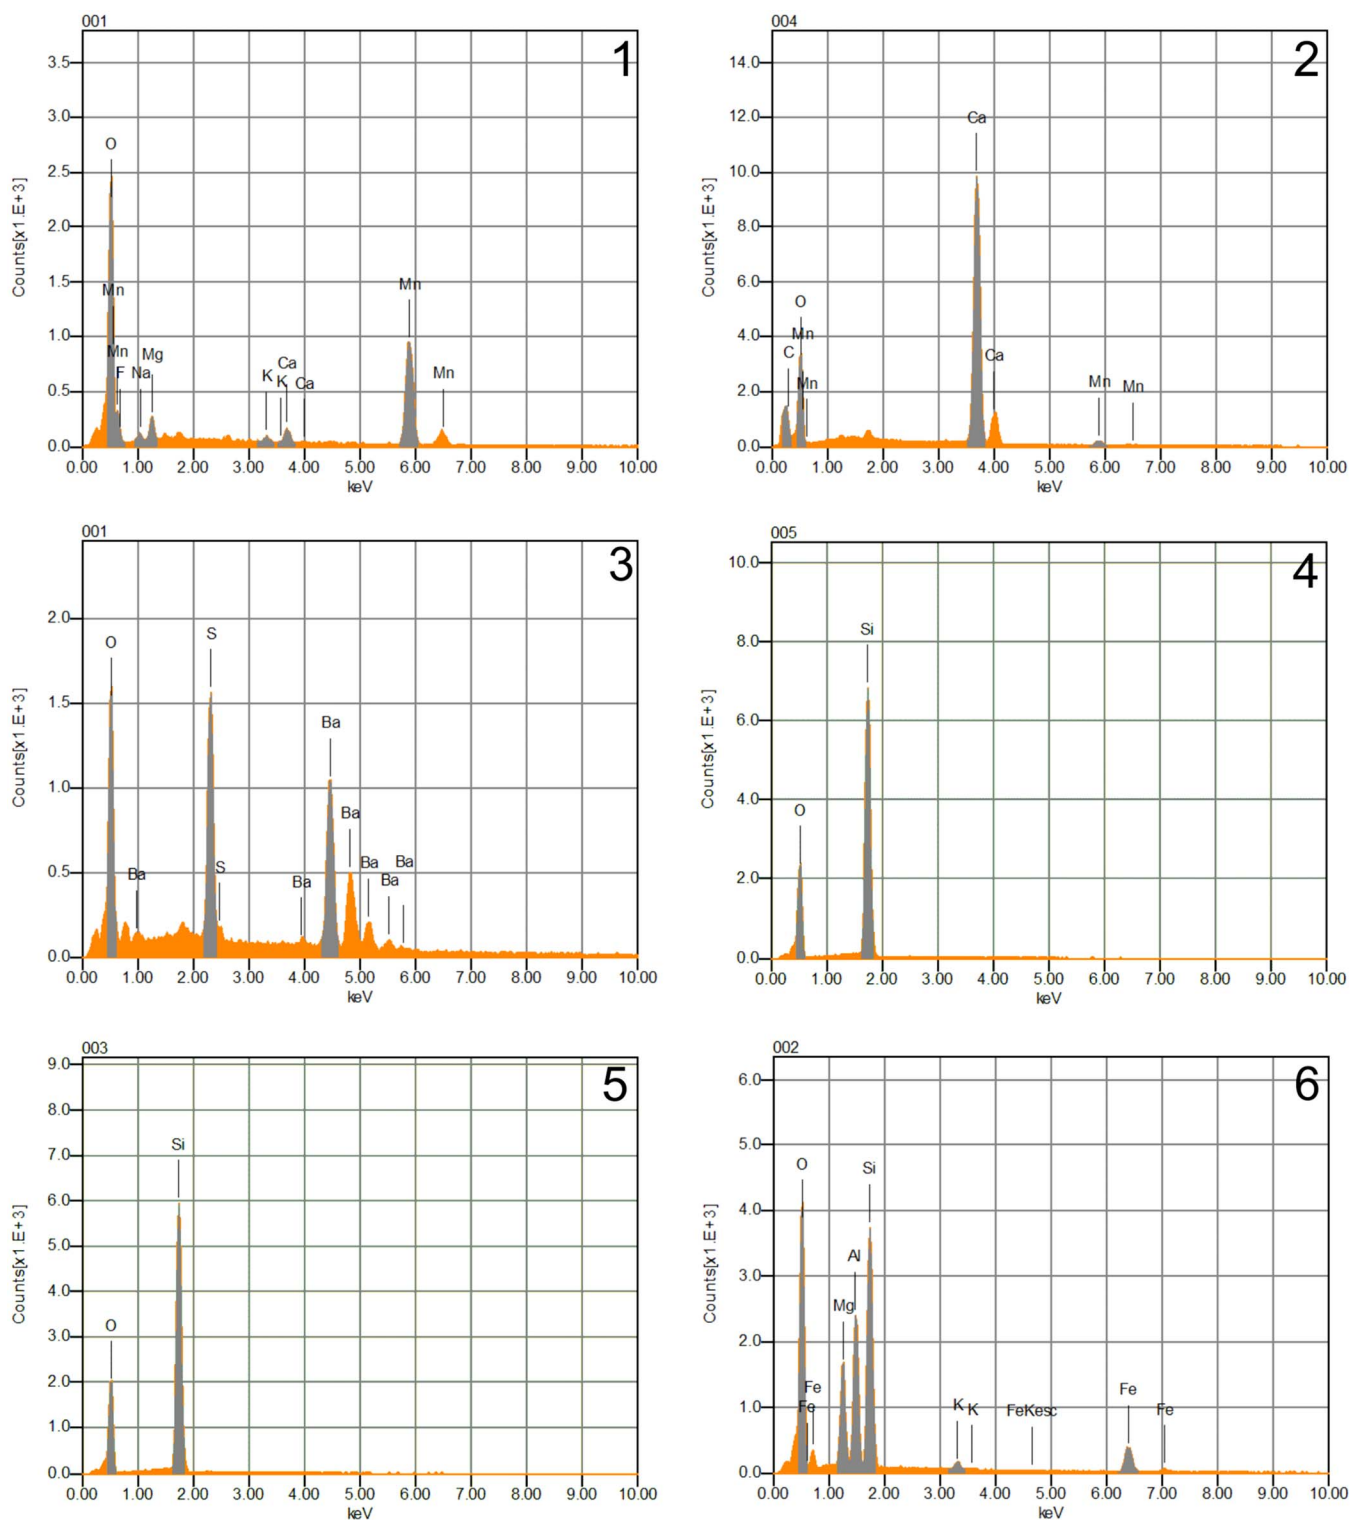 001
1
3.5
3.0
2.5
2.0
1.5
1.0
0.5
0.0
Counts[x1.E+3]
O
Mn
Mn
F
Na
Mg
K
K
Ca
Ca
Mn
Mn
0.00 1.00 2.00 3.00 4.00 5.00 6.00 7.00 8.00 9.00 10.00
keV
004
2
14.0
12.0
10.0
8.0
6.0
4.0
2.0
0.0
Counts[x1.E+3]
C
O
Mn
Mn
Ca
Ca
Mn
Mn
0.00 1.00 2.00 3.00 4.00 5.00 6.00 7.00 8.00 9.00 10.00
keV
001
3
2.0
1.5
1.0
0.5
0.0
Counts[x1.E+3]
O
Ba
S
S
Ba
Ba
Ba
Ba
Ba
Ba
0.00 1.00 2.00 3.00 4.00 5.00 6.00 7.00 8.00 9.00 10.00
keV
005
4
10.0
8.0
6.0
4.0
2.0
0.0
Counts[x1.E+3]
O
Si
0.00 1.00 2.00 3.00 4.00 5.00 6.00 7.00 8.00 9.00 10.00
keV
003
5
9.0
8.0
7.0
6.0
5.0
4.0
3.0
2.0
1.0
0.0
Counts[x1.E+3]
O
Si
0.00 1.00 2.00 3.00 4.00 5.00 6.00 7.00 8.00 9.00 10.00
keV
002
6
6.0
5.0
4.0
3.0
2.0
1.0
0.0
Counts[x1.E+3]
O
Fe
Fe
Mg
Al
Si
K
K
FeKesc
Fe
Fe
0.00 1.00 2.00 3.00 4.00 5.00 6.00 7.00 8.00 9.00 10.00
keV